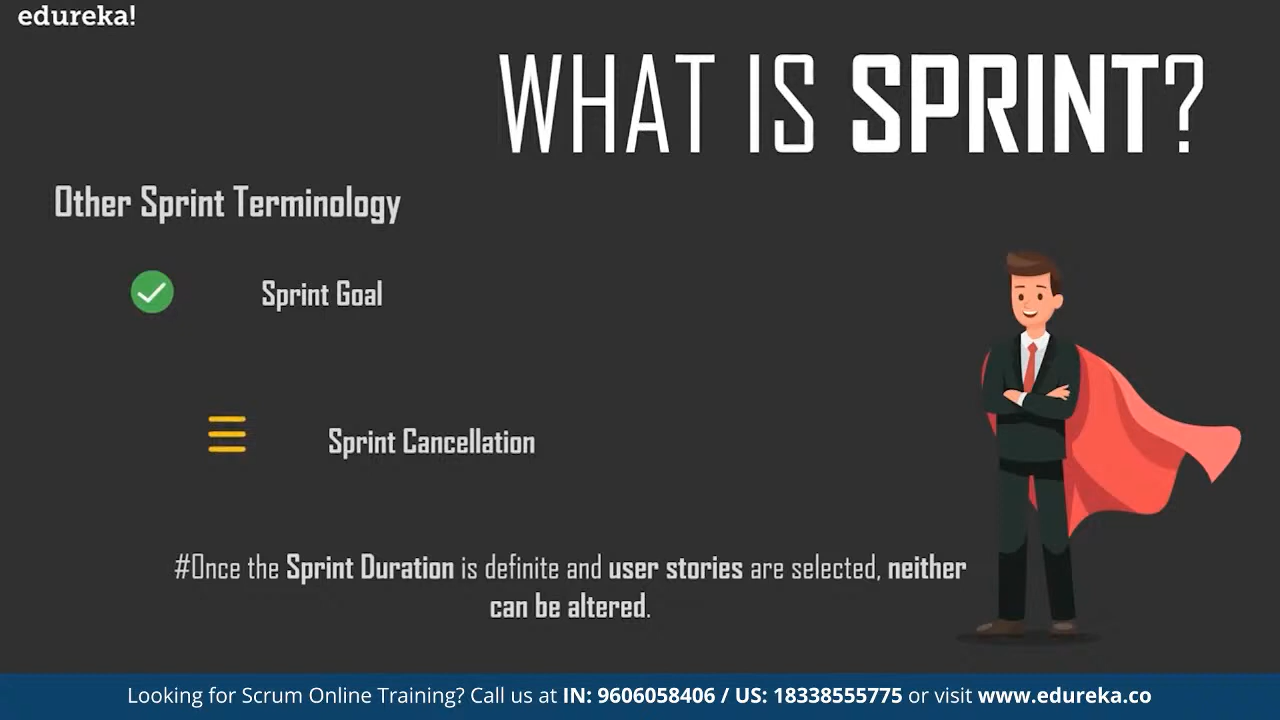 edureka!
WHAT IS SPRINT?
Other Sprint Terminology
Sprint Goal
Sprint Cancellation
#Once the Sprint Duration is definite and user stories are selected, neither
can be altered.
Looking for Scrum Online Training? Call us at IN: 9606058406 / US: 18338555775 or visit www.edureka.co